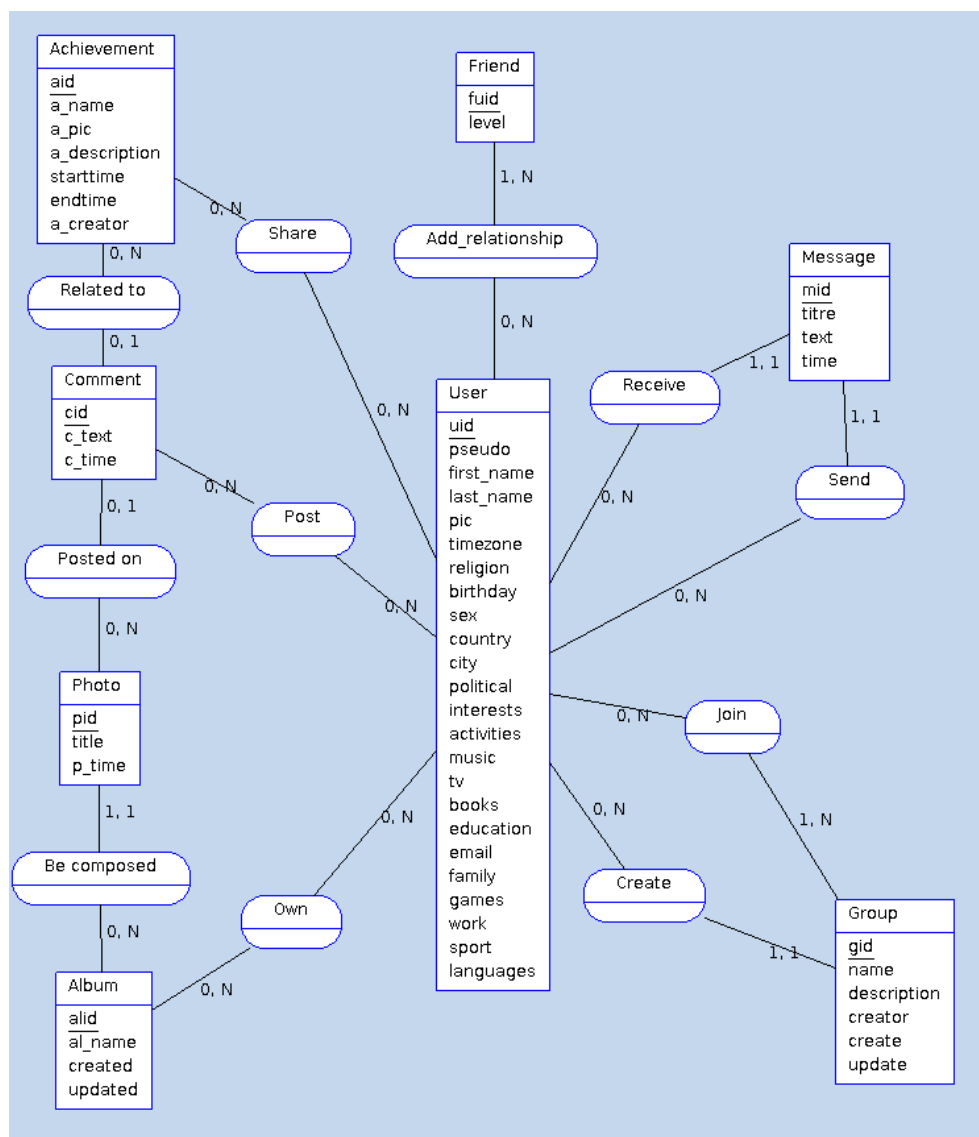 Achievement
aid
a_name
a_pic
a_description
starttime
endtime
a_creator
Friend
fuid
level
0, N
Share
1, N
Add_relationship
0, N
Message
mid
titre
text
time
0, N
Related to
0, 1
Comment
cid
c_text
c_time
0, N
Receive
1, 1
0, N
Send
1, 1
0, N
User
uid
pseudo
first_name
last_name
pic
timezone
religion
birthday
sex
country
city
political
interests
activities
music
tv
books
education
email
family
games
work
sport
languages
0, N
Post
0, N
0, 1
Posted on
0, N
Photo
pid
title
p_time
1, 1
Be composed
0, N
Album
alid
al_name
created
updated
0, N
Own
0, N
0, N
Join
1, N
0, N
Create
1, 1
Group
gid
name
description
creator
create
update